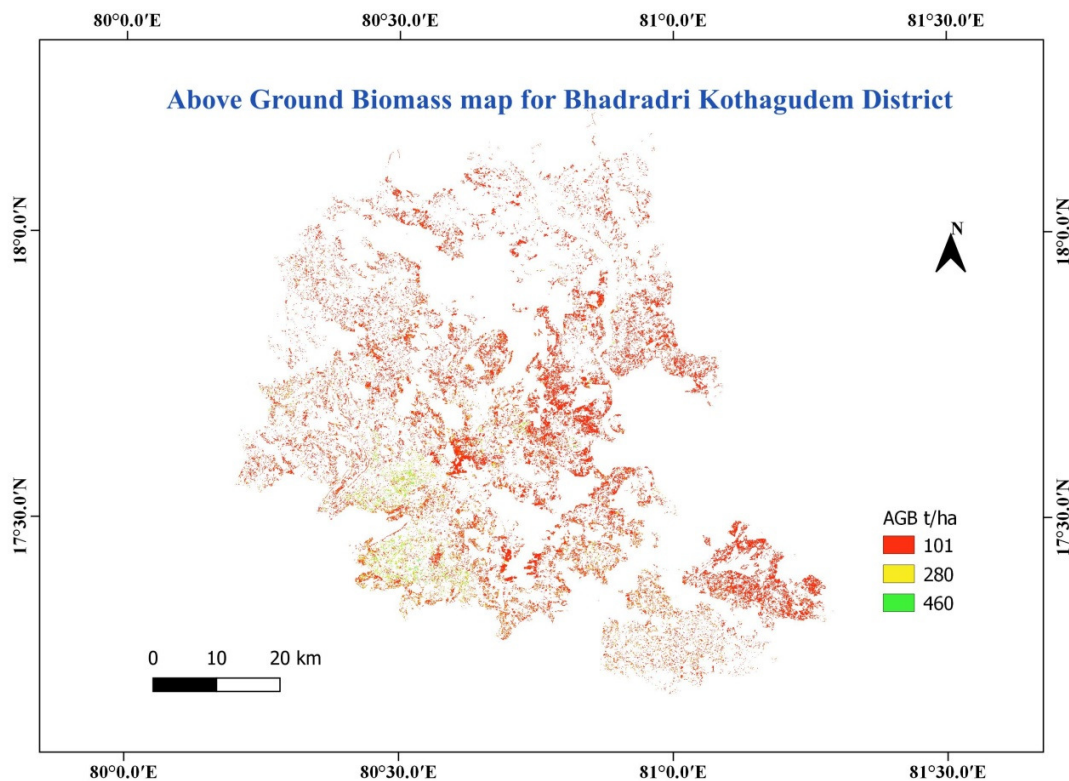 80°0.0′E 80°30.0′E 81°0.0′E 81°30.0′E
Above Ground Biomass map for Bhadradri Kothagudem District
18°0.0′N
18°0.0′N
N
17°30.0′N
17°30.0′N
AGB t/ha
101
280
460
0 10 20 km
80°0.0′E 80°30.0′E 81°0.0′E 81°30.0′E